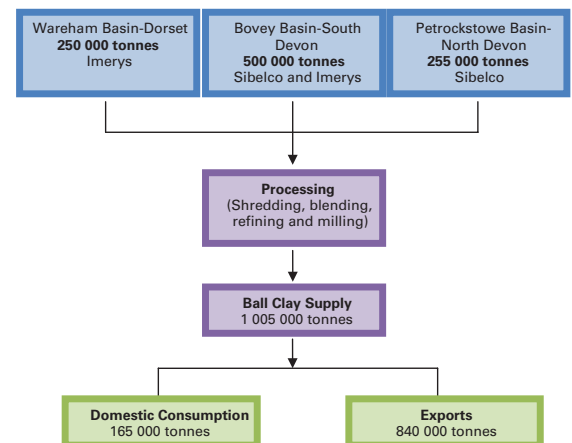 Wareham Basin-Dorset
250 000 tonnes
Imerys
Bovey Basin-South
Devon
500 000 tonnes
Sibelco and Imerys
Petrockstowe Basin-
North Devon
255 000 tonnes
Sibelco
Processing
(Shredding, blending,
refining and milling)
Ball Clay Supply
1 005 000 tonnes
Domestic Consumption
165 000 tonnes
Exports
840 000 tonnes